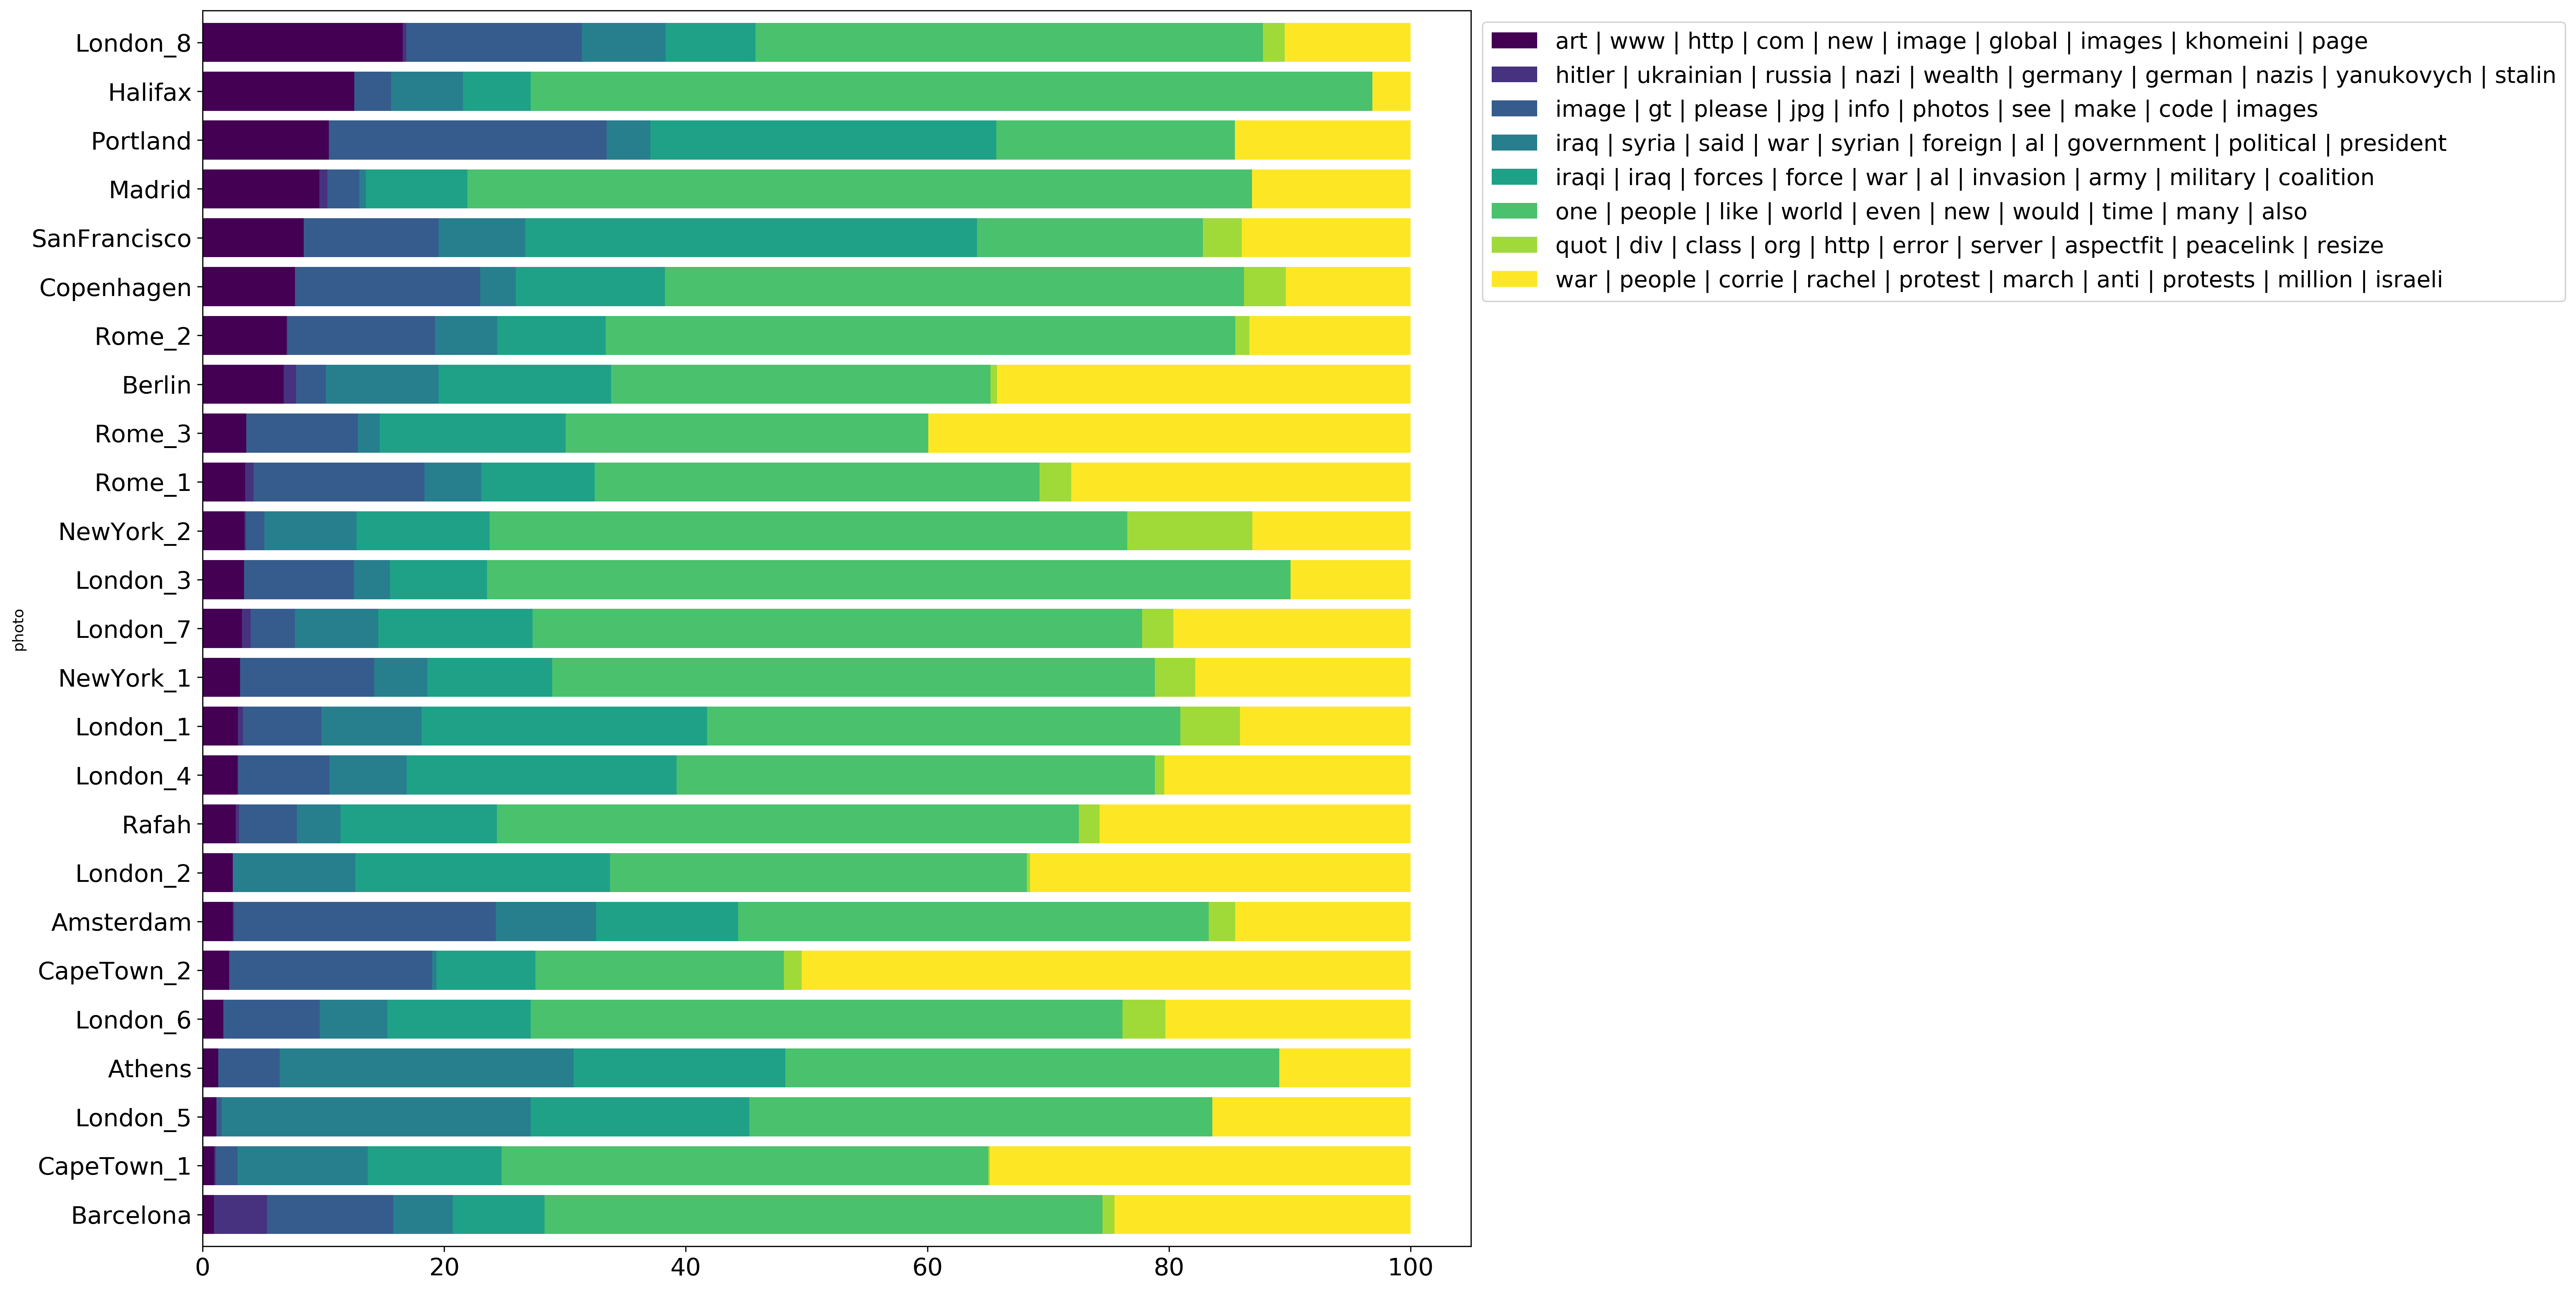 London_8
Halifax
Portland
Madrid
SanFrancisco
Copenhagen
Rome_2
Berlin
Rome_3
Rome_1
NewYork_2
London_3
London_7
NewYork_1
London_1
London_4
Rafah
London_2
Amsterdam
CapeTown_2
London_6
Athens
London_5
CapeTown_1
Barcelona
photo
0 20 40 60 80 100
art | www | http | com | new | image | global | images | khomeini | page
hitler | ukrainian | russia | nazi | wealth | germany | german | nazis | yanukovych | stalin
image | gt | please | jpg | info | photos | see | make | code | images
iraq | syria | said | war | syrian | foreign | al | government | political | president
iraqi | iraq | forces | force | war | al | invasion | army | military | coalition
one | people | like | world | even | new | would | time | many | also
quot | div | class | org | http | error | server | aspectfit | peacelink | resize
war | people | corrie | rachel | protest | march | anti | protests | million | israeli